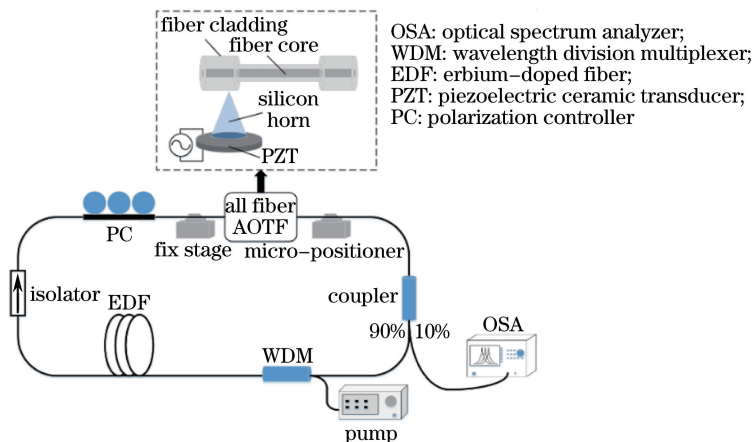 fiber cladding
fiber core
silicon
horn
PZT
OSA: optical spectrum analyzer;
WDM: wavelength division multiplexer;
EDF: erbium-doped fiber;
PZT: piezoelectric ceramic transducer;
PC: polarization controller
all fiber
AOTF
PC
fix stage
micro-positioner
isolator
EDF
coupler
90%
10%
OSA
WDM
pump